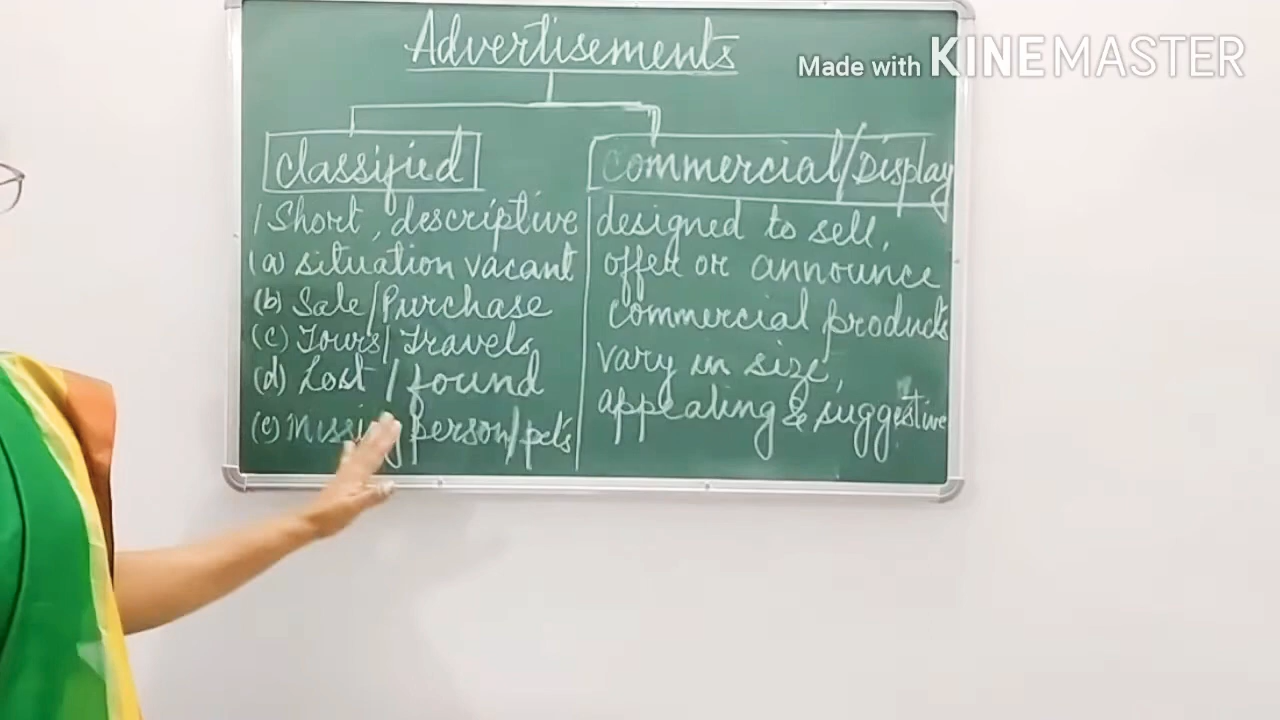 Advertisements
Made with KINEMASTER
Classified
Short, descriptive
(a) situation vacant
(b) Sale/Purchase
(c) Tours/Travels
(d) Lost/found
(e) Missing person/pets
Commercial/Display
designed to sell,
offer or announce
commercial products
vary in size,
appealing & suggestive